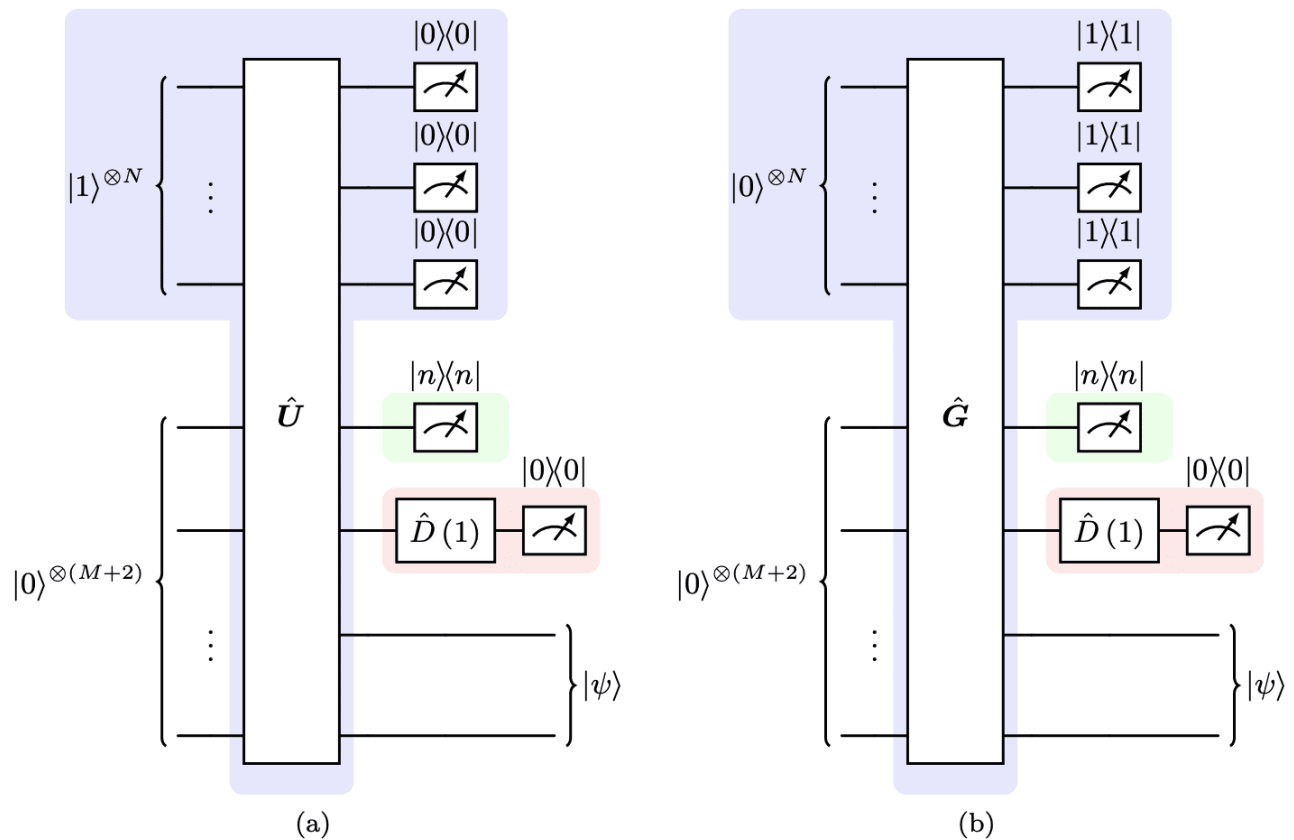 |0⟩⟨0|
|0⟩⟨0|
|1⟩^{⊗N}
⋮
|0⟩⟨0|
|n⟩⟨n|
Û
|0⟩⟨0|
D̂ (1)
|0⟩^{⊗(M+2)}
⋮
|ψ⟩
(a)
|1⟩⟨1|
|1⟩⟨1|
|0⟩^{⊗N}
⋮
|1⟩⟨1|
|n⟩⟨n|
Ĝ
|0⟩⟨0|
D̂ (1)
|0⟩^{⊗(M+2)}
⋮
|ψ⟩
(b)